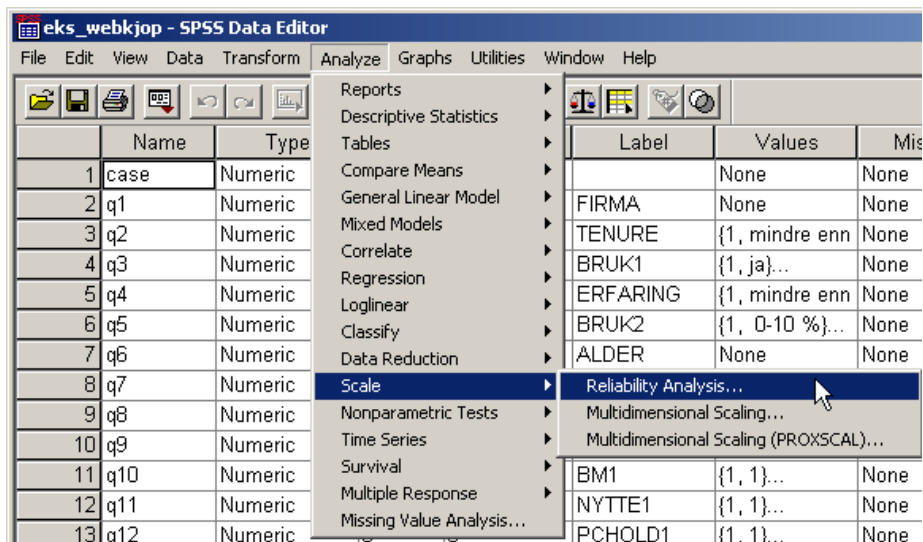 eks_webkjop - SPSS Data Editor
File Edit View Data Transform Analyze Graphs Utilities Window Help
Reports
Descriptive Statistics
Tables
Compare Means
General Linear Model
Mixed Models
Correlate
Regression
Loglinear
Classify
Data Reduction
Scale
Nonparametric Tests
Time Series
Survival
Multiple Response
Missing Value Analysis...
Reliability Analysis...
Multidimensional Scaling...
Multidimensional Scaling (PROXSCAL)...
Name Type Label Values Mis
1 case Numeric None None
2 q1 Numeric FIRMA None None
3 q2 Numeric TENURE {1, mindre enn None
4 q3 Numeric BRUK1 {1, ja}... None
5 q4 Numeric ERFARING {1, mindre enn None
6 q5 Numeric BRUK2 {1, 0-10 %}... None
7 q6 Numeric ALDER None None
8 q7 Numeric
9 q8 Numeric
10 q9 Numeric
11 q10 Numeric BM1 {1, 1}... None
12 q11 Numeric NYTTE1 {1, 1}... None
13 q12 Numeric PCHOLD1 {1, 1}... None